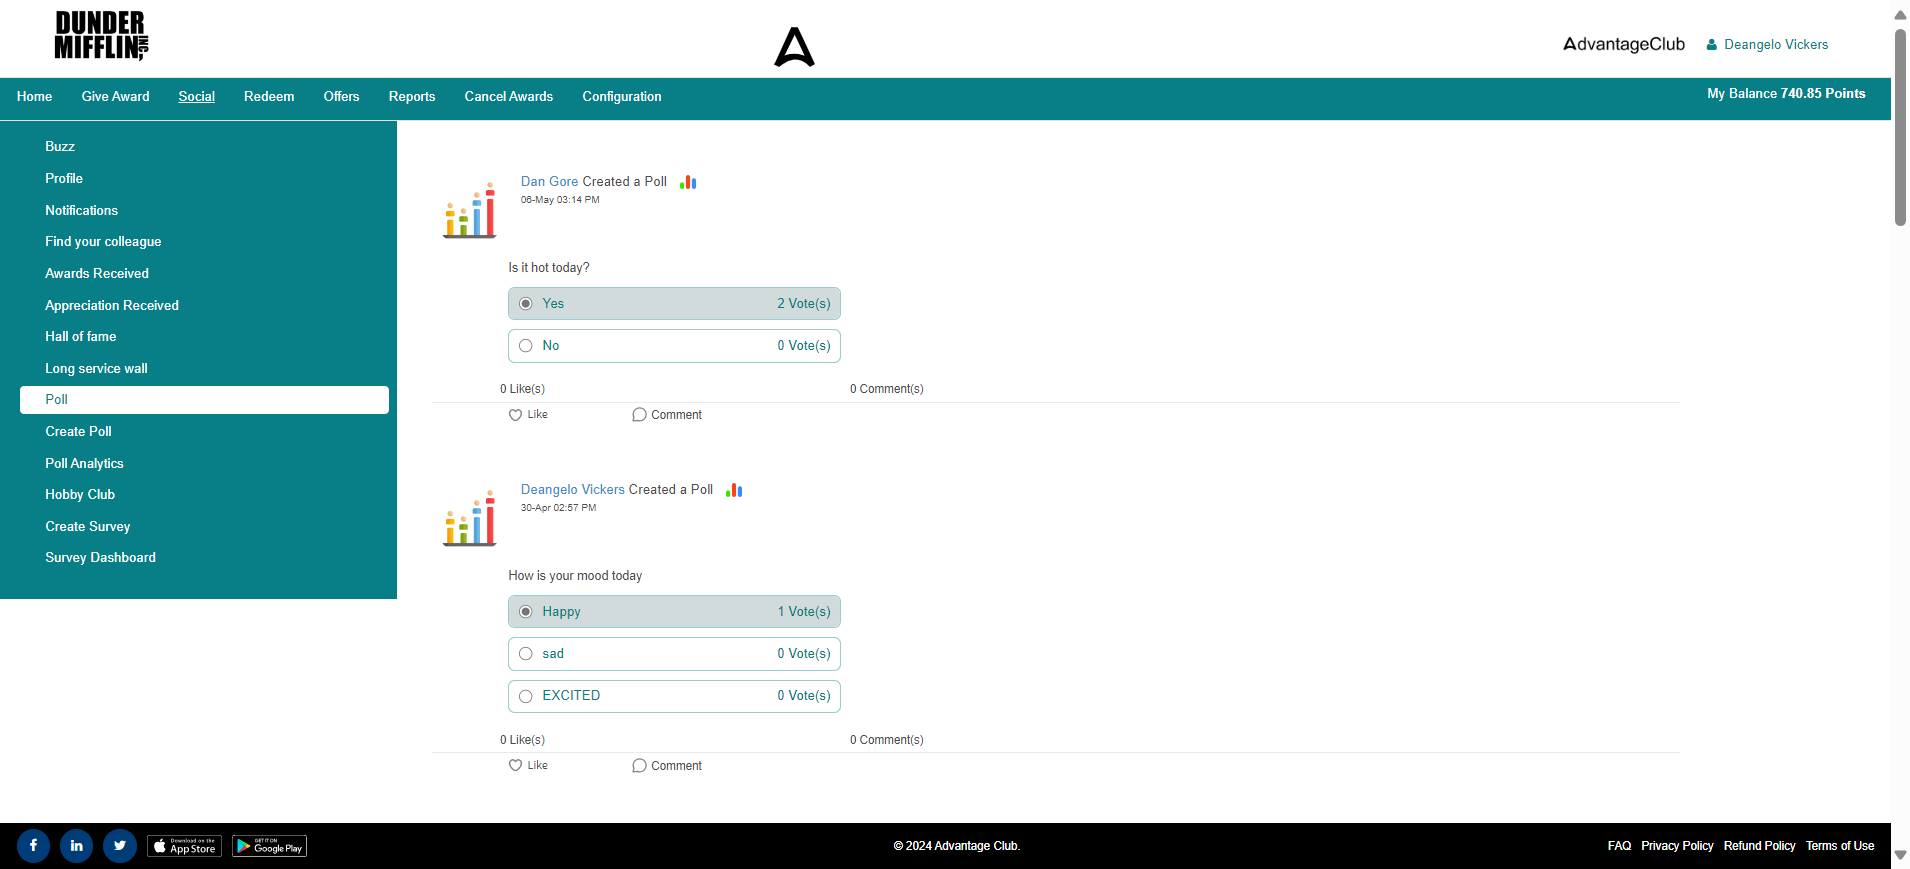 DUNDER
MIFFLIN INC,
AdvantageClub
Deangelo Vickers
Home Give Award Social Redeem Offers Reports Cancel Awards Configuration
My Balance 740.85 Points
Buzz
Profile
Notifications
Find your colleague
Awards Received
Appreciation Received
Hall of fame
Long service wall
Poll
Create Poll
Poll Analytics
Hobby Club
Create Survey
Survey Dashboard
Dan Gore Created a Poll
06-May 03:14 PM
Is it hot today?
Yes 2 Vote(s)
No 0 Vote(s)
0 Like(s) 0 Comment(s)
Like Comment
Deangelo Vickers Created a Poll
30-Apr 02:57 PM
How is your mood today
Happy 1 Vote(s)
sad 0 Vote(s)
EXCITED 0 Vote(s)
0 Like(s) 0 Comment(s)
Like Comment
f in
Download on the
App Store
GET IT ON
Google Play
© 2024 Advantage Club.
FAQ Privacy Policy Refund Policy Terms of Use